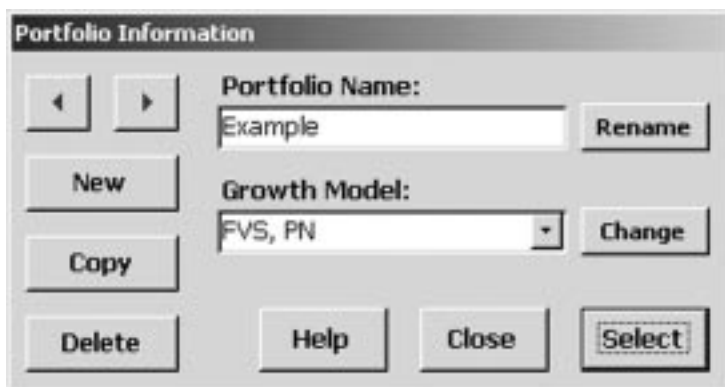 Portfolio Information
Portfolio Name:
Example
Rename
New
Growth Model:
FVS, PN
Change
Copy
Delete
Help
Close
Select